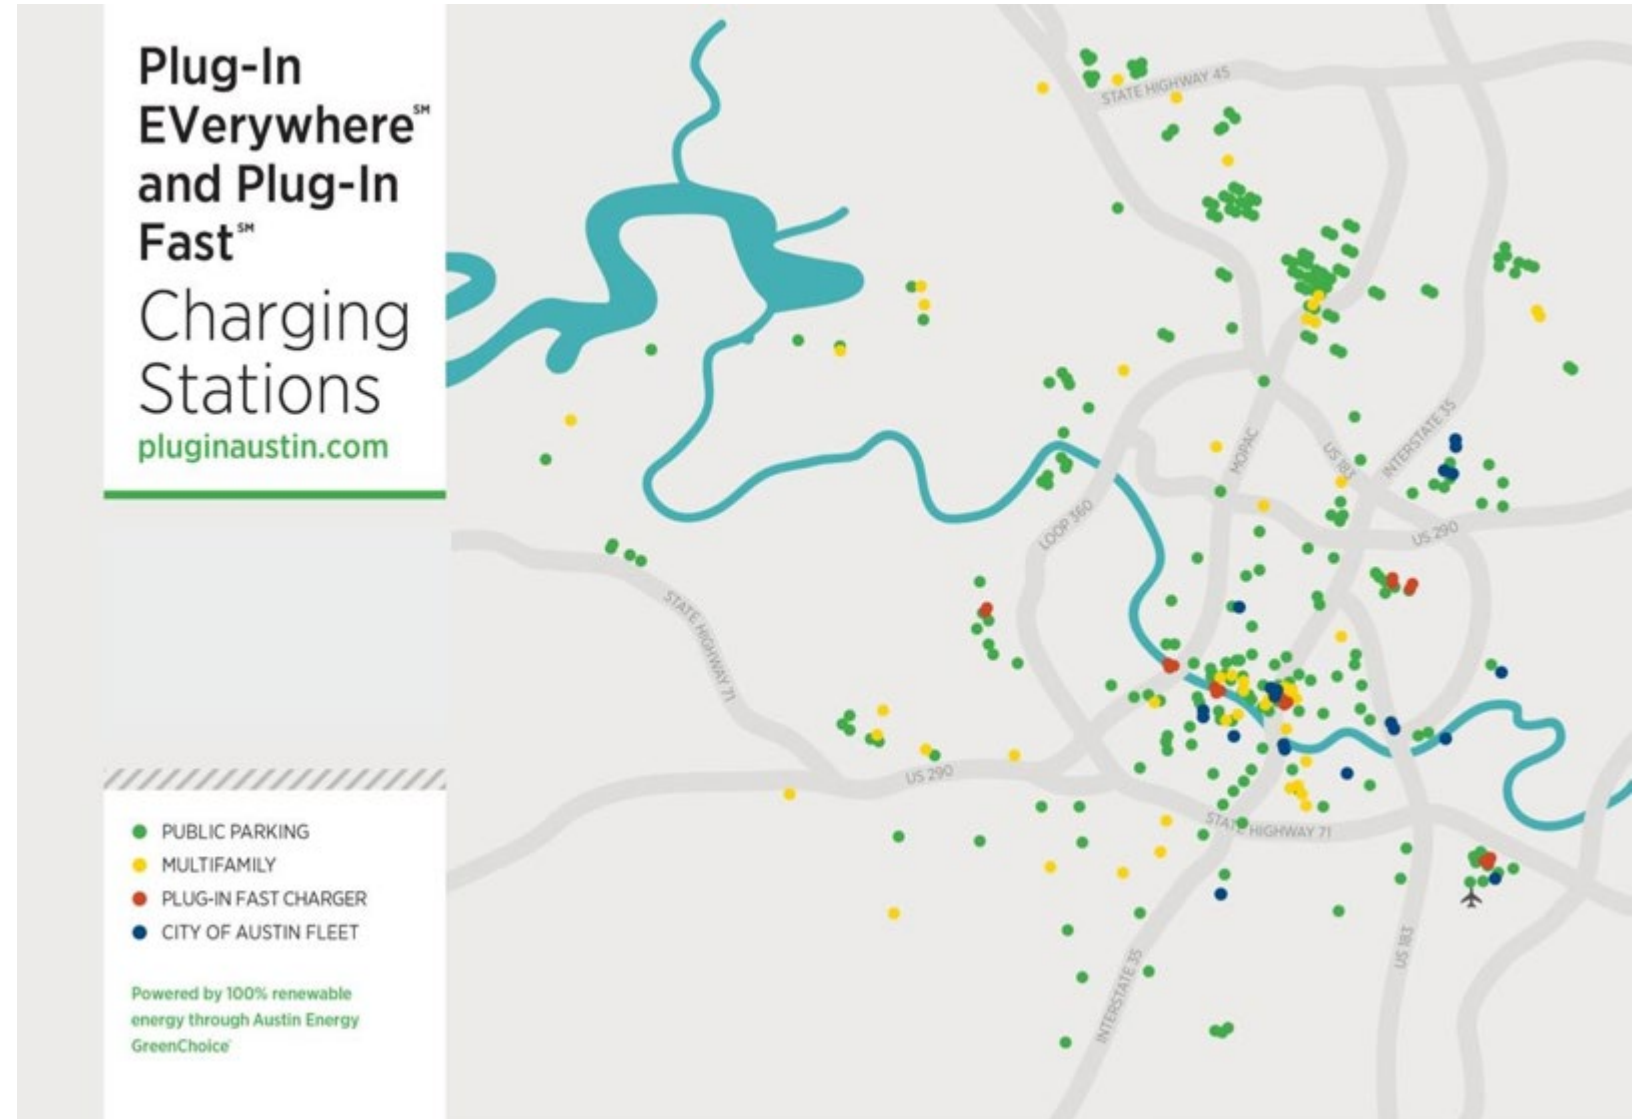 Plug-In
EVerywhere℠
and Plug-In
Fast℠
Charging
Stations
pluginaustin.com
PUBLIC PARKING
MULTIFAMILY
PLUG-IN FAST CHARGER
CITY OF AUSTIN FLEET
Powered by 100% renewable
energy through Austin Energy
GreenChoice®
STATE HIGHWAY 45
MOPAC
US 183
INTERSTATE 35
LOOP 360
US 290
STATE HIGHWAY 71
US 290
STATE HIGHWAY 71
INTERSTATE 35
US 183